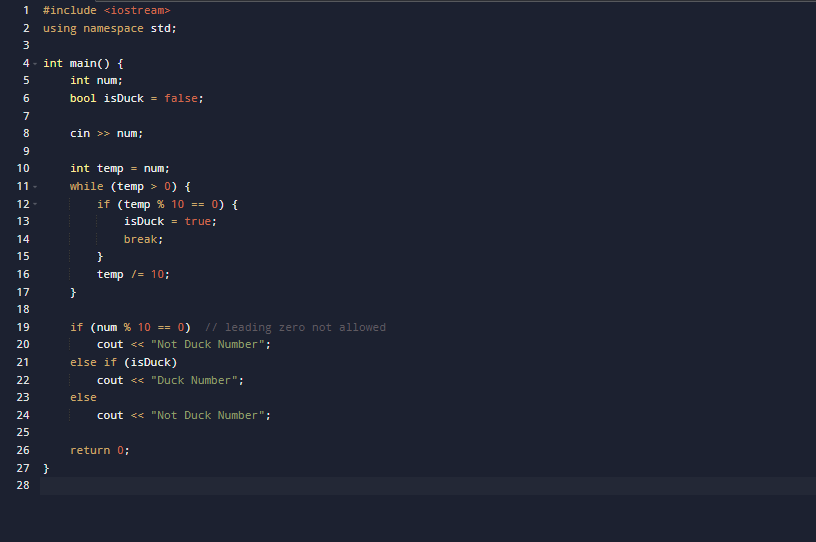 1 #include <iostream>
2 using namespace std;
3
4 int main() {
5     int num;
6     bool isDuck = false;
7
8     cin >> num;
9
10     int temp = num;
11     while (temp > 0) {
12         if (temp % 10 == 0) {
13             isDuck = true;
14             break;
15         }
16         temp /= 10;
17     }
18
19     if (num % 10 == 0)  // leading zero not allowed
20         cout << "Not Duck Number";
21     else if (isDuck)
22         cout << "Duck Number";
23     else
24         cout << "Not Duck Number";
25
26     return 0;
27 }
28